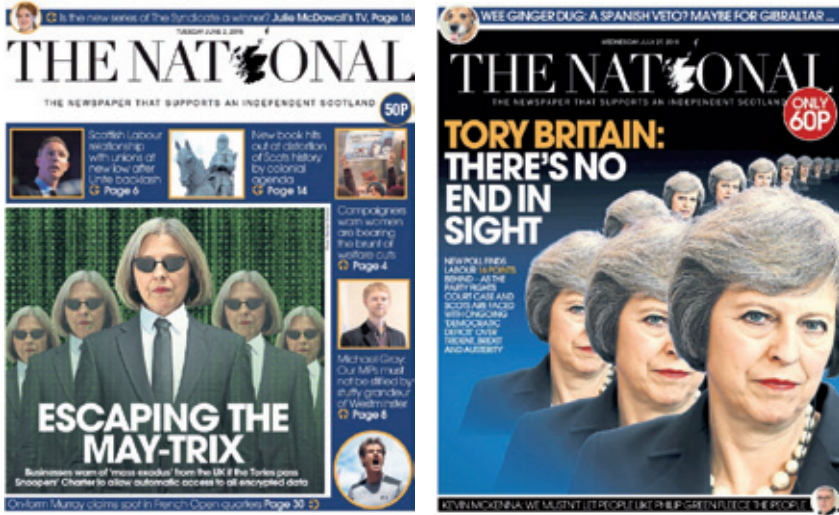 Is the new series of The Syndicate a winner? Julie McDowall's TV, Page 16
TUESDAY JUNE 2, 2015
THE NATIONAL
THE NEWSPAPER THAT SUPPORTS AN INDEPENDENT SCOTLAND
50P
Scottish Labour
relationship
with unions at
new low after
Unite backlash
Page 6
New book hits
out at distortion
of Scots history
by colonial
agenda
Page 14
Campaigners
warn women
are bearing
the brunt of
welfare cuts
Page 4
Michael Gray:
Our MPs must
not be stifled by
stuffy grandeur
of Westminster
Page 8
ESCAPING THE
MAY-TRIX
Businesses warn of 'mass exodus' from the UK if the Tories pass
Snoopers' Charter to allow automatic access to all encrypted data
On-form Murray claims spot in French Open quarters Page 30
WEE GINGER DUG: A SPANISH VETO? MAYBE FOR GIBRALTAR ...
WEDNESDAY JULY 27, 2016
THE NATIONAL
THE NEWSPAPER THAT SUPPORTS AN INDEPENDENT SCOTLAND
ONLY
60P
TORY BRITAIN:
THERE'S NO
END IN
SIGHT
NEW POLL FINDS
LABOUR 16 POINTS
BEHIND – AS THE
PARTY FIGHTS
COURT CASE AND
SCOTS ARE FACED
WITH ONGOING
'DEMOCRATIC
DEFICIT' OVER
TRIDENT, BREXIT
AND AUSTERITY
KEVIN MCKENNA: WE MUSTN'T LET PEOPLE LIKE PHILIP GREEN FLEECE THE PEOPLE